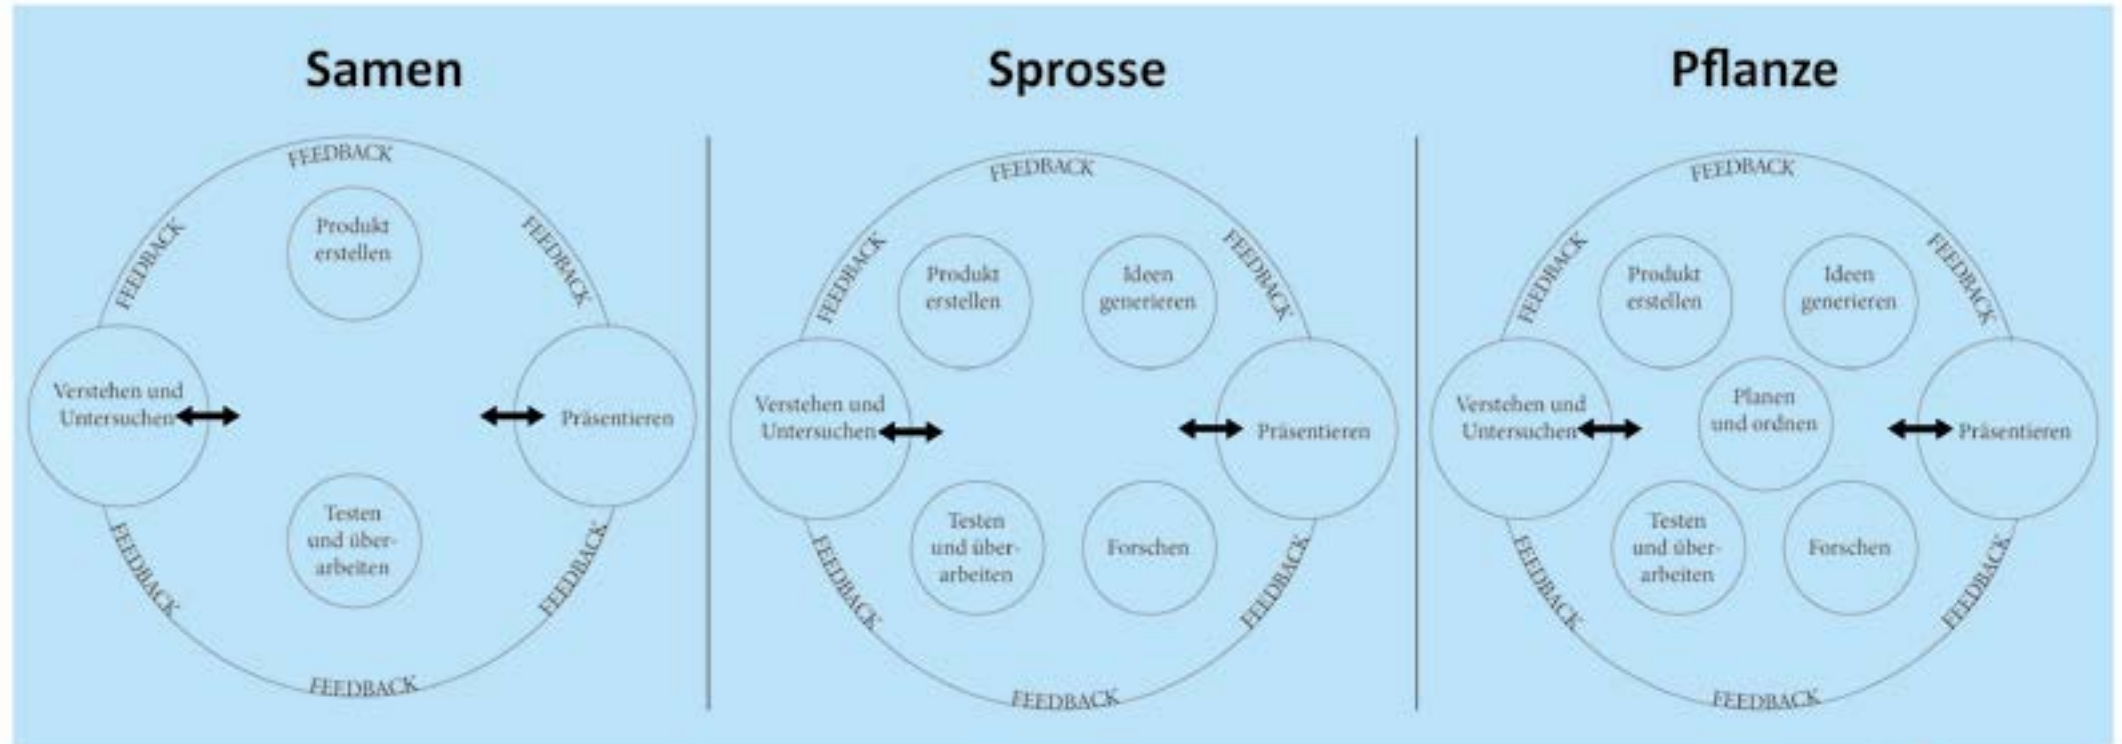 Samen
FEEDBACK
FEEDBACK
FEEDBACK
Produkt
erstellen
Verstehen und
Untersuchen
Präsentieren
Testen
und über-
arbeiten
FEEDBACK
FEEDBACK
FEEDBACK
Sprosse
FEEDBACK
FEEDBACK
FEEDBACK
Produkt
erstellen
Ideen
generieren
Verstehen und
Untersuchen
Präsentieren
Testen
und über-
arbeiten
Forschen
FEEDBACK
FEEDBACK
FEEDBACK
Pflanze
FEEDBACK
FEEDBACK
FEEDBACK
Produkt
erstellen
Ideen
generieren
Verstehen und
Untersuchen
Planen
und ordnen
Präsentieren
Testen
und über-
arbeiten
Forschen
FEEDBACK
FEEDBACK
FEEDBACK